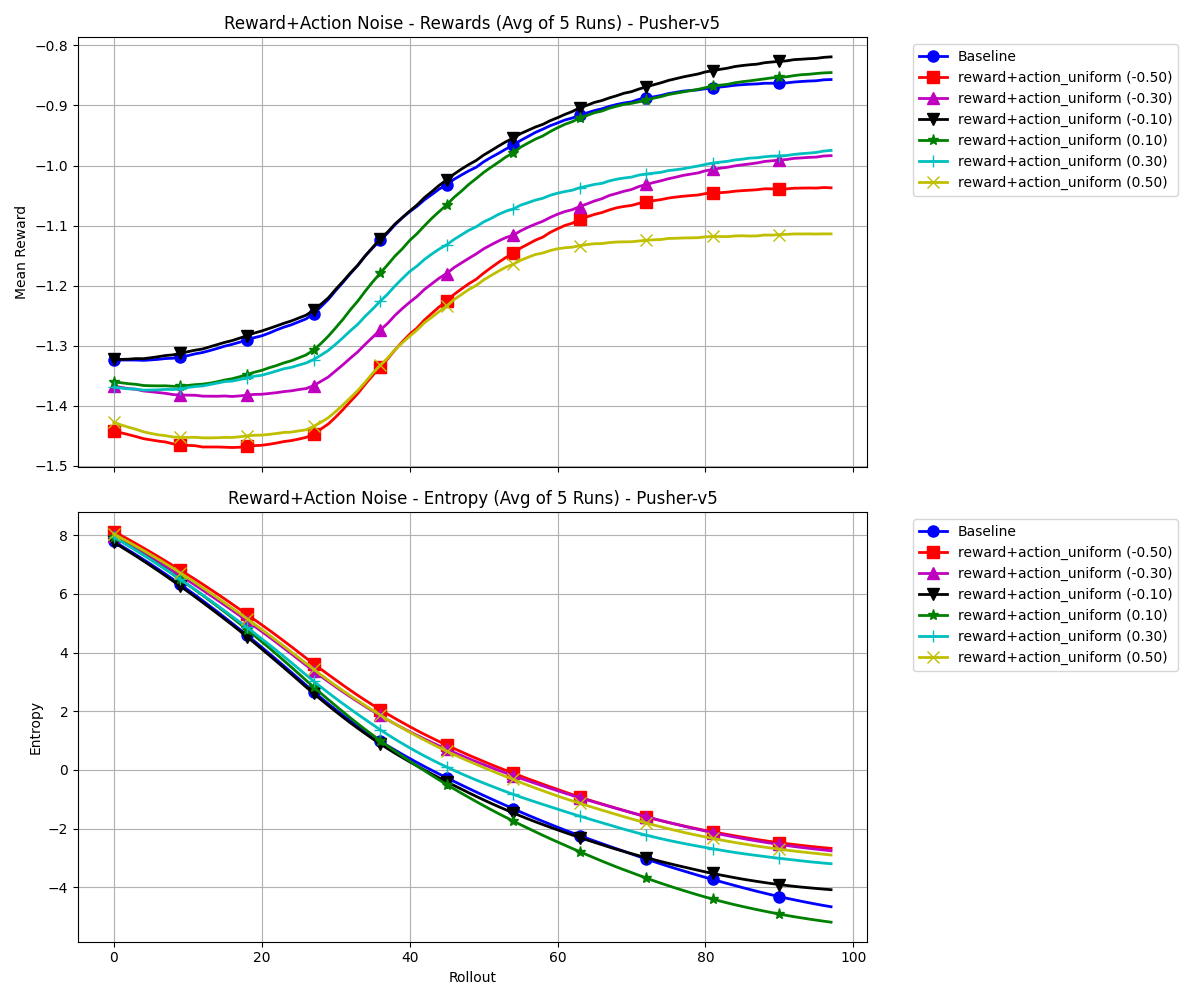 Reward+Action Noise - Rewards (Avg of 5 Runs) - Pusher-v5
Mean Reward
−0.8
−0.9
−1.0
−1.1
−1.2
−1.3
−1.4
−1.5
Baseline
reward+action_uniform (-0.50)
reward+action_uniform (-0.30)
reward+action_uniform (-0.10)
reward+action_uniform (0.10)
reward+action_uniform (0.30)
reward+action_uniform (0.50)
Reward+Action Noise - Entropy (Avg of 5 Runs) - Pusher-v5
Entropy
8
6
4
2
0
−2
−4
0
20
40
60
80
100
Rollout
Baseline
reward+action_uniform (-0.50)
reward+action_uniform (-0.30)
reward+action_uniform (-0.10)
reward+action_uniform (0.10)
reward+action_uniform (0.30)
reward+action_uniform (0.50)